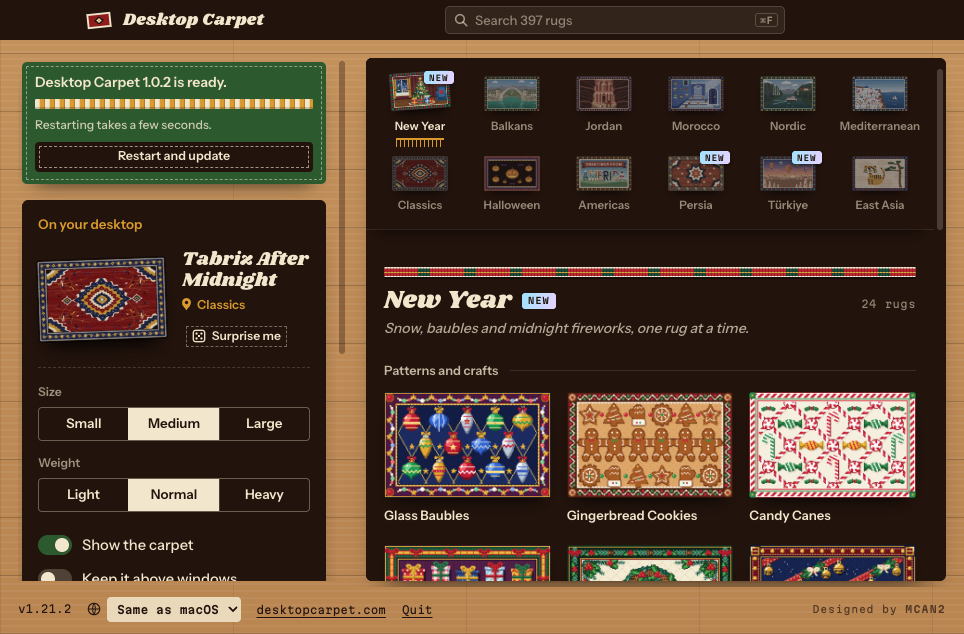 Desktop Carpet
Search 397 rugs
⌘F
Desktop Carpet 1.0.2 is ready.
Restarting takes a few seconds.
Restart and update
On your desktop
Tabriz After
Midnight
Classics
Surprise me
Size
Small Medium Large
Weight
Light Normal Heavy
Show the carpet
Keep it above windows
NEW
New Year Balkans Jordan Morocco Nordic Mediterranean
NEW NEW
Classics Halloween Americas Persia Türkiye East Asia
New Year NEW 24 rugs
Snow, baubles and midnight fireworks, one rug at a time.
Patterns and crafts
Glass Baubles Gingerbread Cookies Candy Canes
v1.21.2 Same as macOS desktopcarpet.com Quit Designed by MCAN2